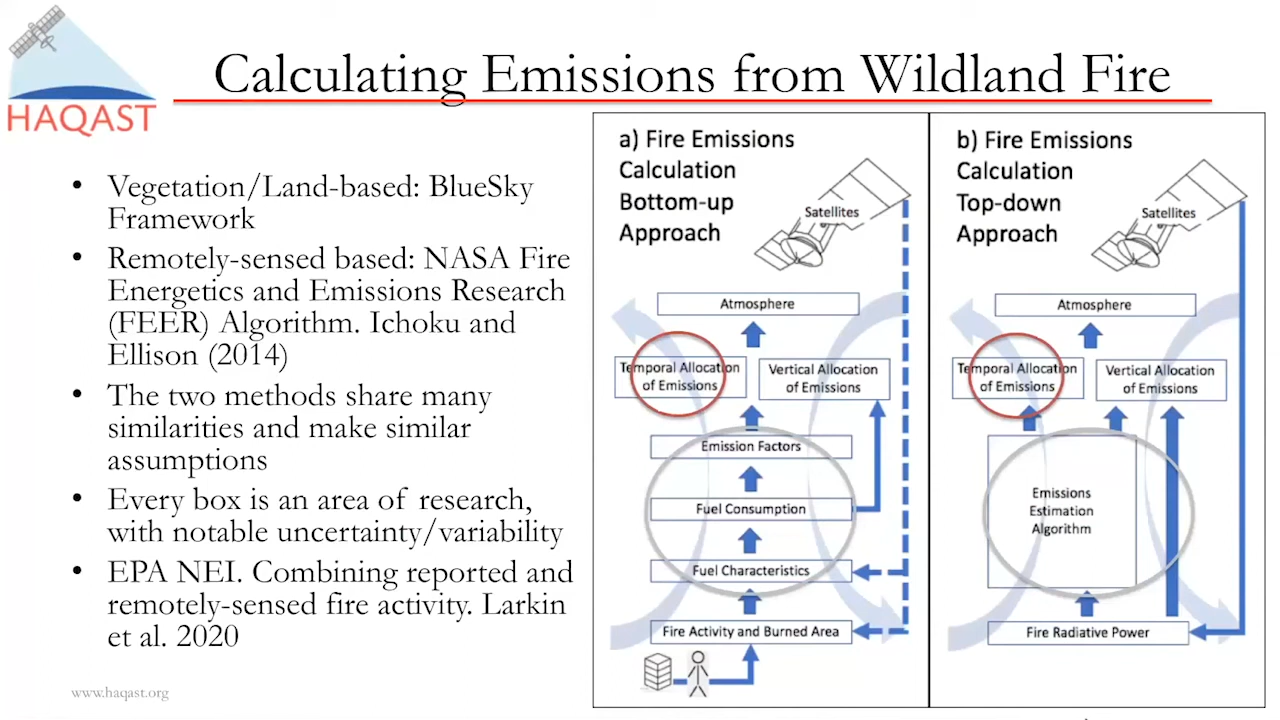 HAQAST
Calculating Emissions from Wildland Fire
• Vegetation/Land-based: BlueSky
Framework
• Remotely-sensed based: NASA Fire
Energetics and Emissions Research
(FEER) Algorithm. Ichoku and
Ellison (2014)
• The two methods share many
similarities and make similar
assumptions
• Every box is an area of research,
with notable uncertainty/variability
• EPA NEI. Combining reported and
remotely-sensed fire activity. Larkin
et al. 2020
www.haqast.org
a) Fire Emissions
Calculation
Bottom-up
Approach
Satellites
Atmosphere
Temporal Allocation
of Emissions
Vertical Allocation
of Emissions
Emission Factors
Fuel Consumption
Fuel Characteristics
Fire Activity and Burned Area
b) Fire Emissions
Calculation
Top-down
Approach
Satellites
Atmosphere
Temporal Allocation
of Emissions
Vertical Allocation
of Emissions
Emissions
Estimation
Algorithm
Fire Radiative Power